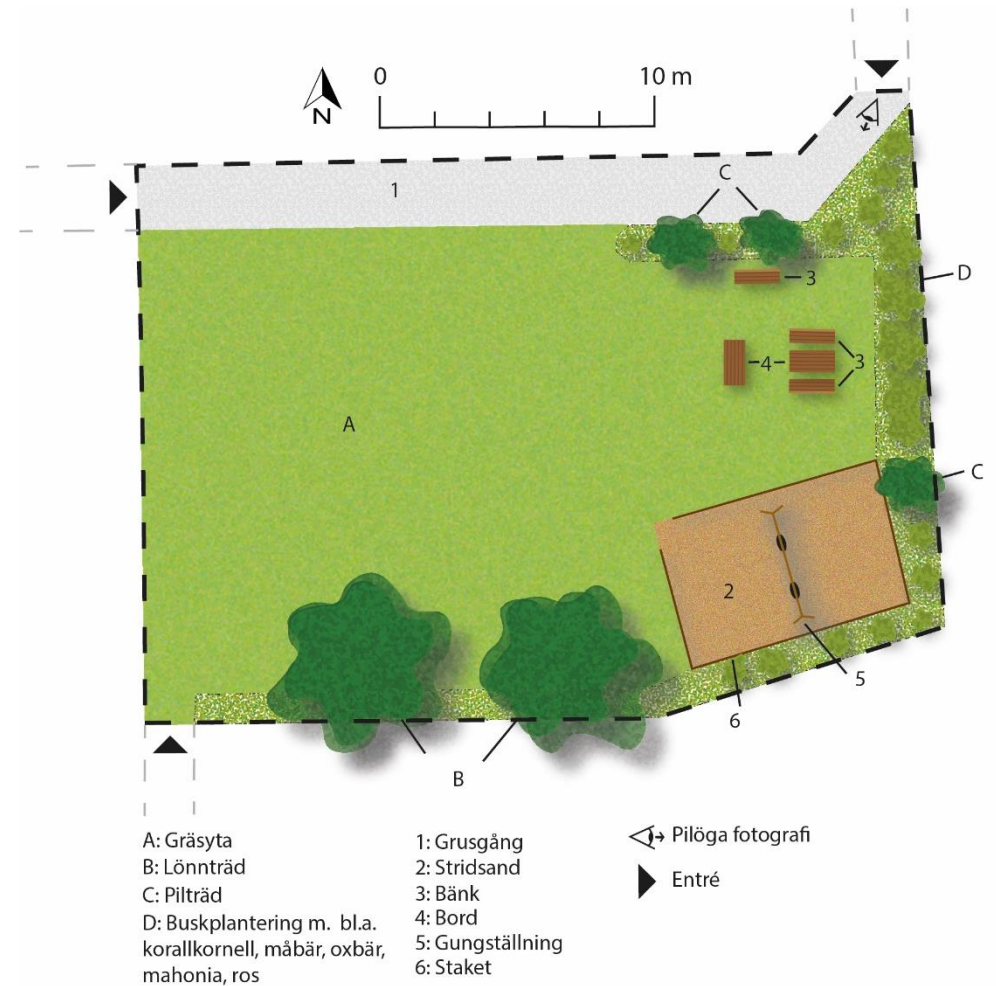 0 10 m
N
1
C
3
D
4
3
A
C
2
5
6
B
A: Gräsyta
B: Lönnträd
C: Pilträd
D: Buskplantering m. bl.a.
korallkornell, måbär, oxbär,
mahonia, ros
1: Grusgång
2: Stridsand
3: Bänk
4: Bord
5: Gungställning
6: Staket
Pilöga fotografi
Entré